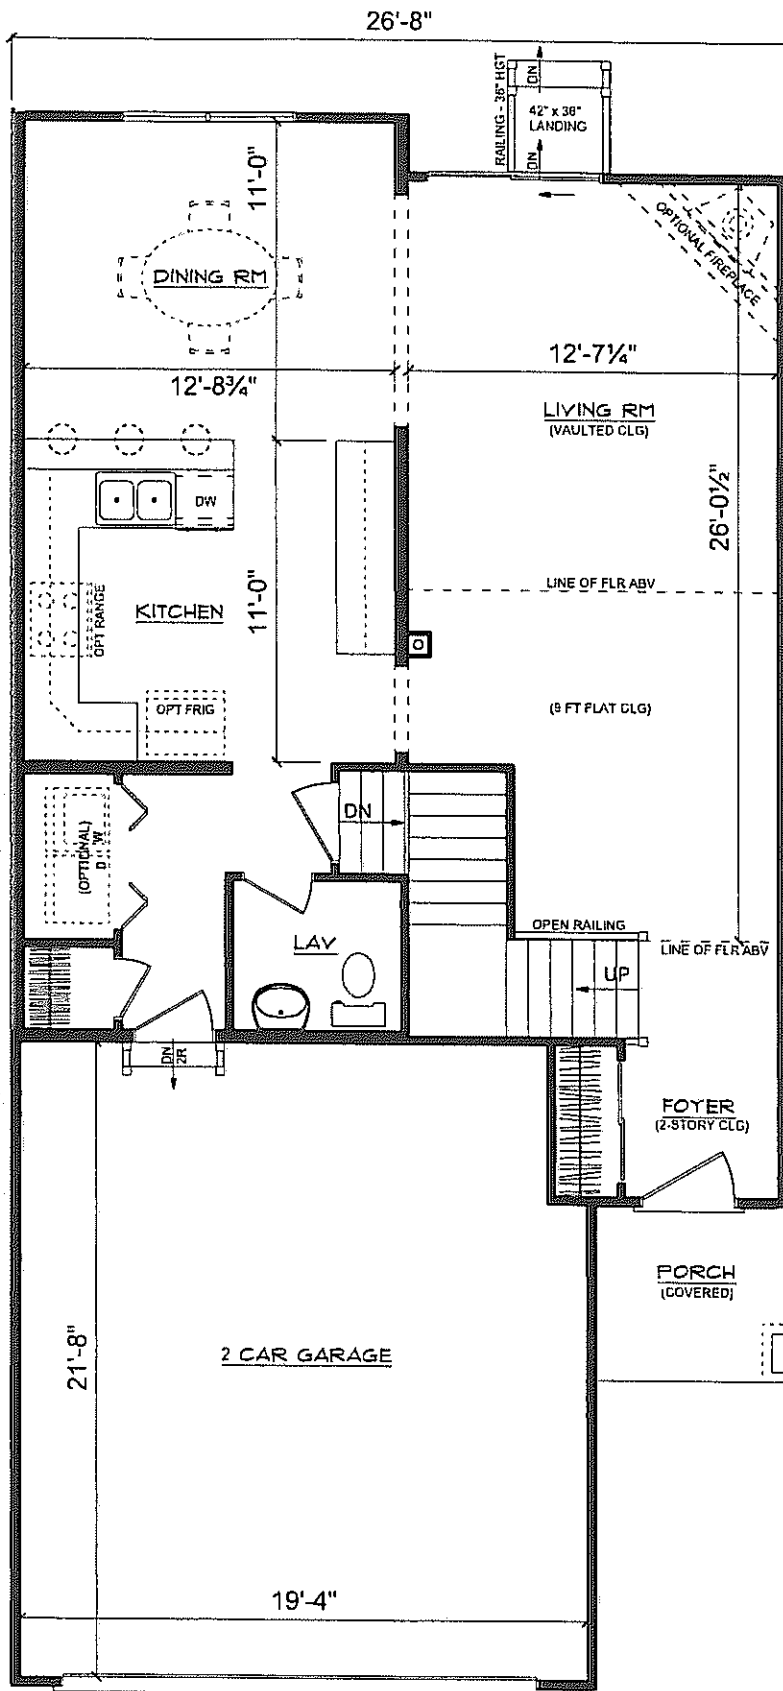 26'-8"
RAILING - 36" HGT
DN
42" x 36"
LANDING
DN
11'-0"
OPTIONAL FIREPLACE
DINING RM
12'-8¾"
12'-7¼"
LIVING RM
(VAULTED CLG)
26'-0½"
DW
LINE OF FLR ABV
11'-0"
OPT RANGE
KITCHEN
OPT FRIG
(9 FT FLAT CLG)
DN
(OPTIONAL)
D W
OPEN RAILING
LAV
LINE OF FLR ABV
UP
DN
2R
FOYER
(2-STORY CLG)
PORCH
(COVERED)
21'-8"
2 CAR GARAGE
19'-4"